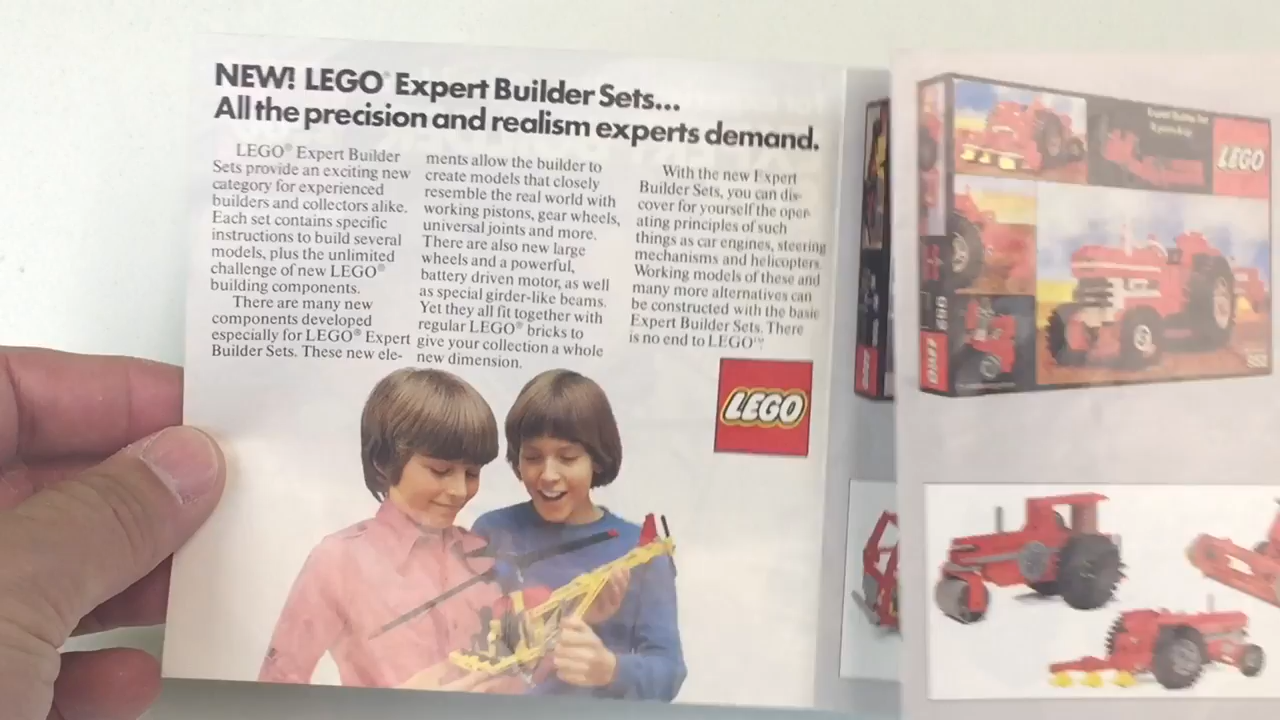 NEW! LEGO® Expert Builder Sets...
All the precision and realism experts demand.
LEGO® Expert Builder
Sets provide an exciting new
category for experienced
builders and collectors alike.
Each set contains specific
instructions to build several
models, plus the unlimited
challenge of new LEGO®
building components.
There are many new
components developed
especially for LEGO® Expert
Builder Sets. These new ele-
ments allow the builder to
create models that closely
resemble the real world with
working pistons, gear wheels,
universal joints and more.
There are also new large
wheels and a powerful,
battery driven motor, as well
as special girder-like beams.
Yet they all fit together with
regular LEGO® bricks to
give your collection a whole
new dimension.
With the new Expert
Builder Sets, you can dis-
cover for yourself the oper-
ating principles of such
things as car engines, steering
mechanisms and helicopters.
Working models of these and
many more alternatives can
be constructed with the basic
Expert Builder Sets. There
is no end to LEGO™.
LEGO
Expert Builder Set
LEGO
952
LEGO
952